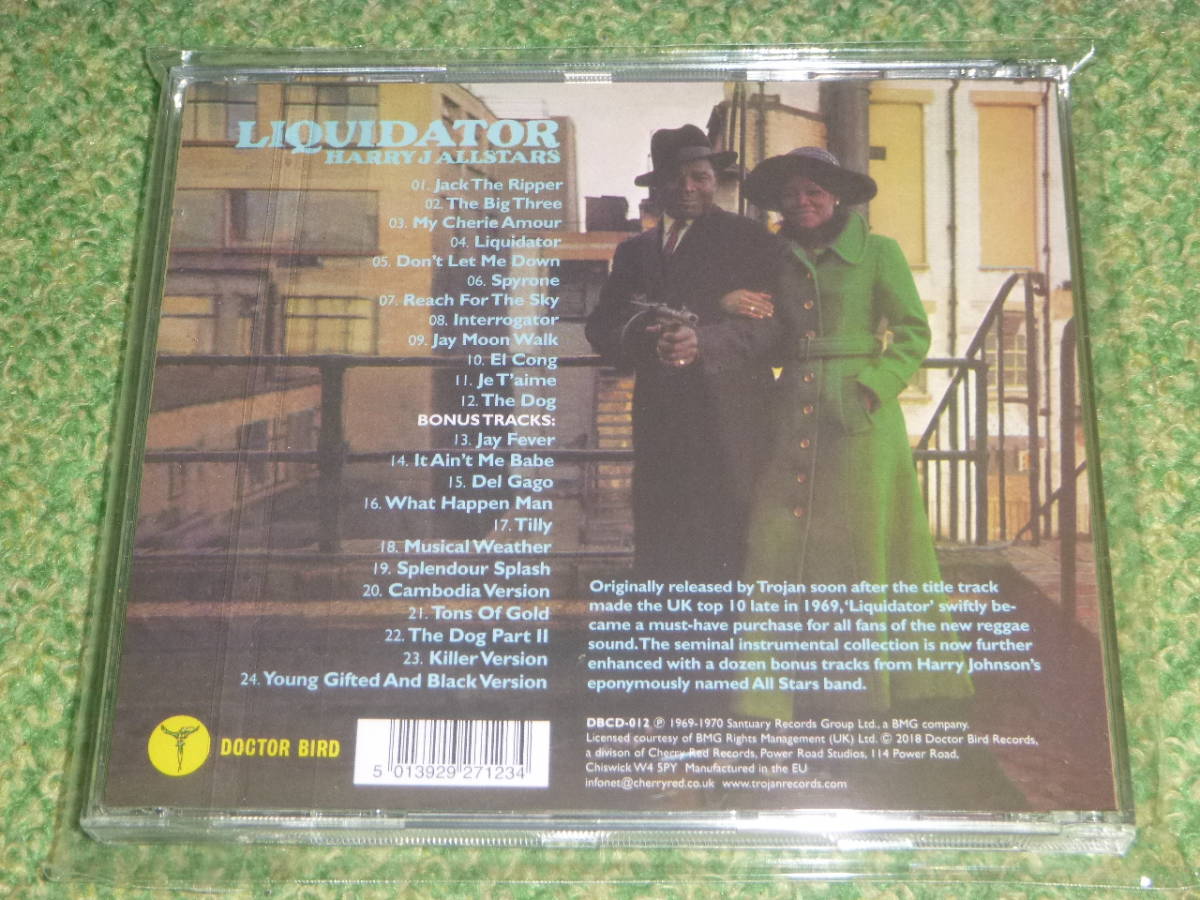 LIQUIDATOR
HARRY J ALLSTARS
01. Jack The Ripper
02. The Big Three
03. My Cherie Amour
04. Liquidator
05. Don't Let Me Down
06. Spyrone
07. Reach For The Sky
08. Interrogator
09. Jay Moon Walk
10. El Cong
11. Je T'aime
12. The Dog
BONUS TRACKS:
13. Jay Fever
14. It Ain't Me Babe
15. Del Gago
16. What Happen Man
17. Tilly
18. Musical Weather
19. Splendour Splash
20. Cambodia Version
21. Tons Of Gold
22. The Dog Part II
23. Killer Version
24. Young Gifted And Black Version
Originally released by Trojan soon after the title track
made the UK top 10 late in 1969, 'Liquidator' swiftly be-
came a must-have purchase for all fans of the new reggae
sound. The seminal instrumental collection is now further
enhanced with a dozen bonus tracks from Harry Johnson's
eponymously named All Stars band.
DBCD-012 ℗ 1969-1970 Santuary Records Group Ltd., a BMG company.
Licensed courtesy of BMG Rights Management (UK) Ltd. © 2018 Doctor Bird Records,
a divison of Cherry Red Records, Power Road Studios, 114 Power Road,
Chiswick W4 5PY Manufactured in the EU
infonet@cherryred.co.uk www.trojanrecords.com
DOCTOR BIRD
5 013929 271234